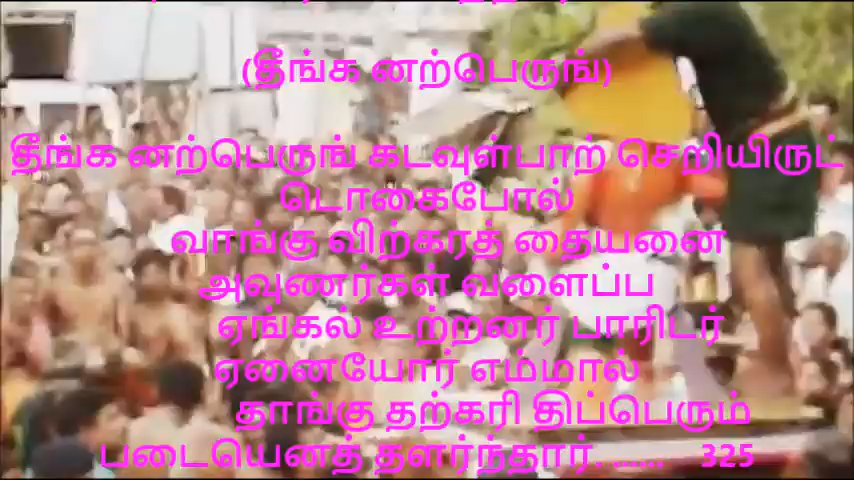 (தீங்க னற்பெருங்)
தீங்க னற்பெருங் கடவுள்பாற் செறியிருட்
டொகைபோல்
வாங்கு விற்கரத் தையனை
அவுணர்கள் வளைப்ப
ஏங்கல் உற்றனர் பாரிடர்
ஏனையோர் எம்மால்
தாங்கு தற்கரி திப்பெரும்
படையெனத் தளர்ந்தார். ...... 325